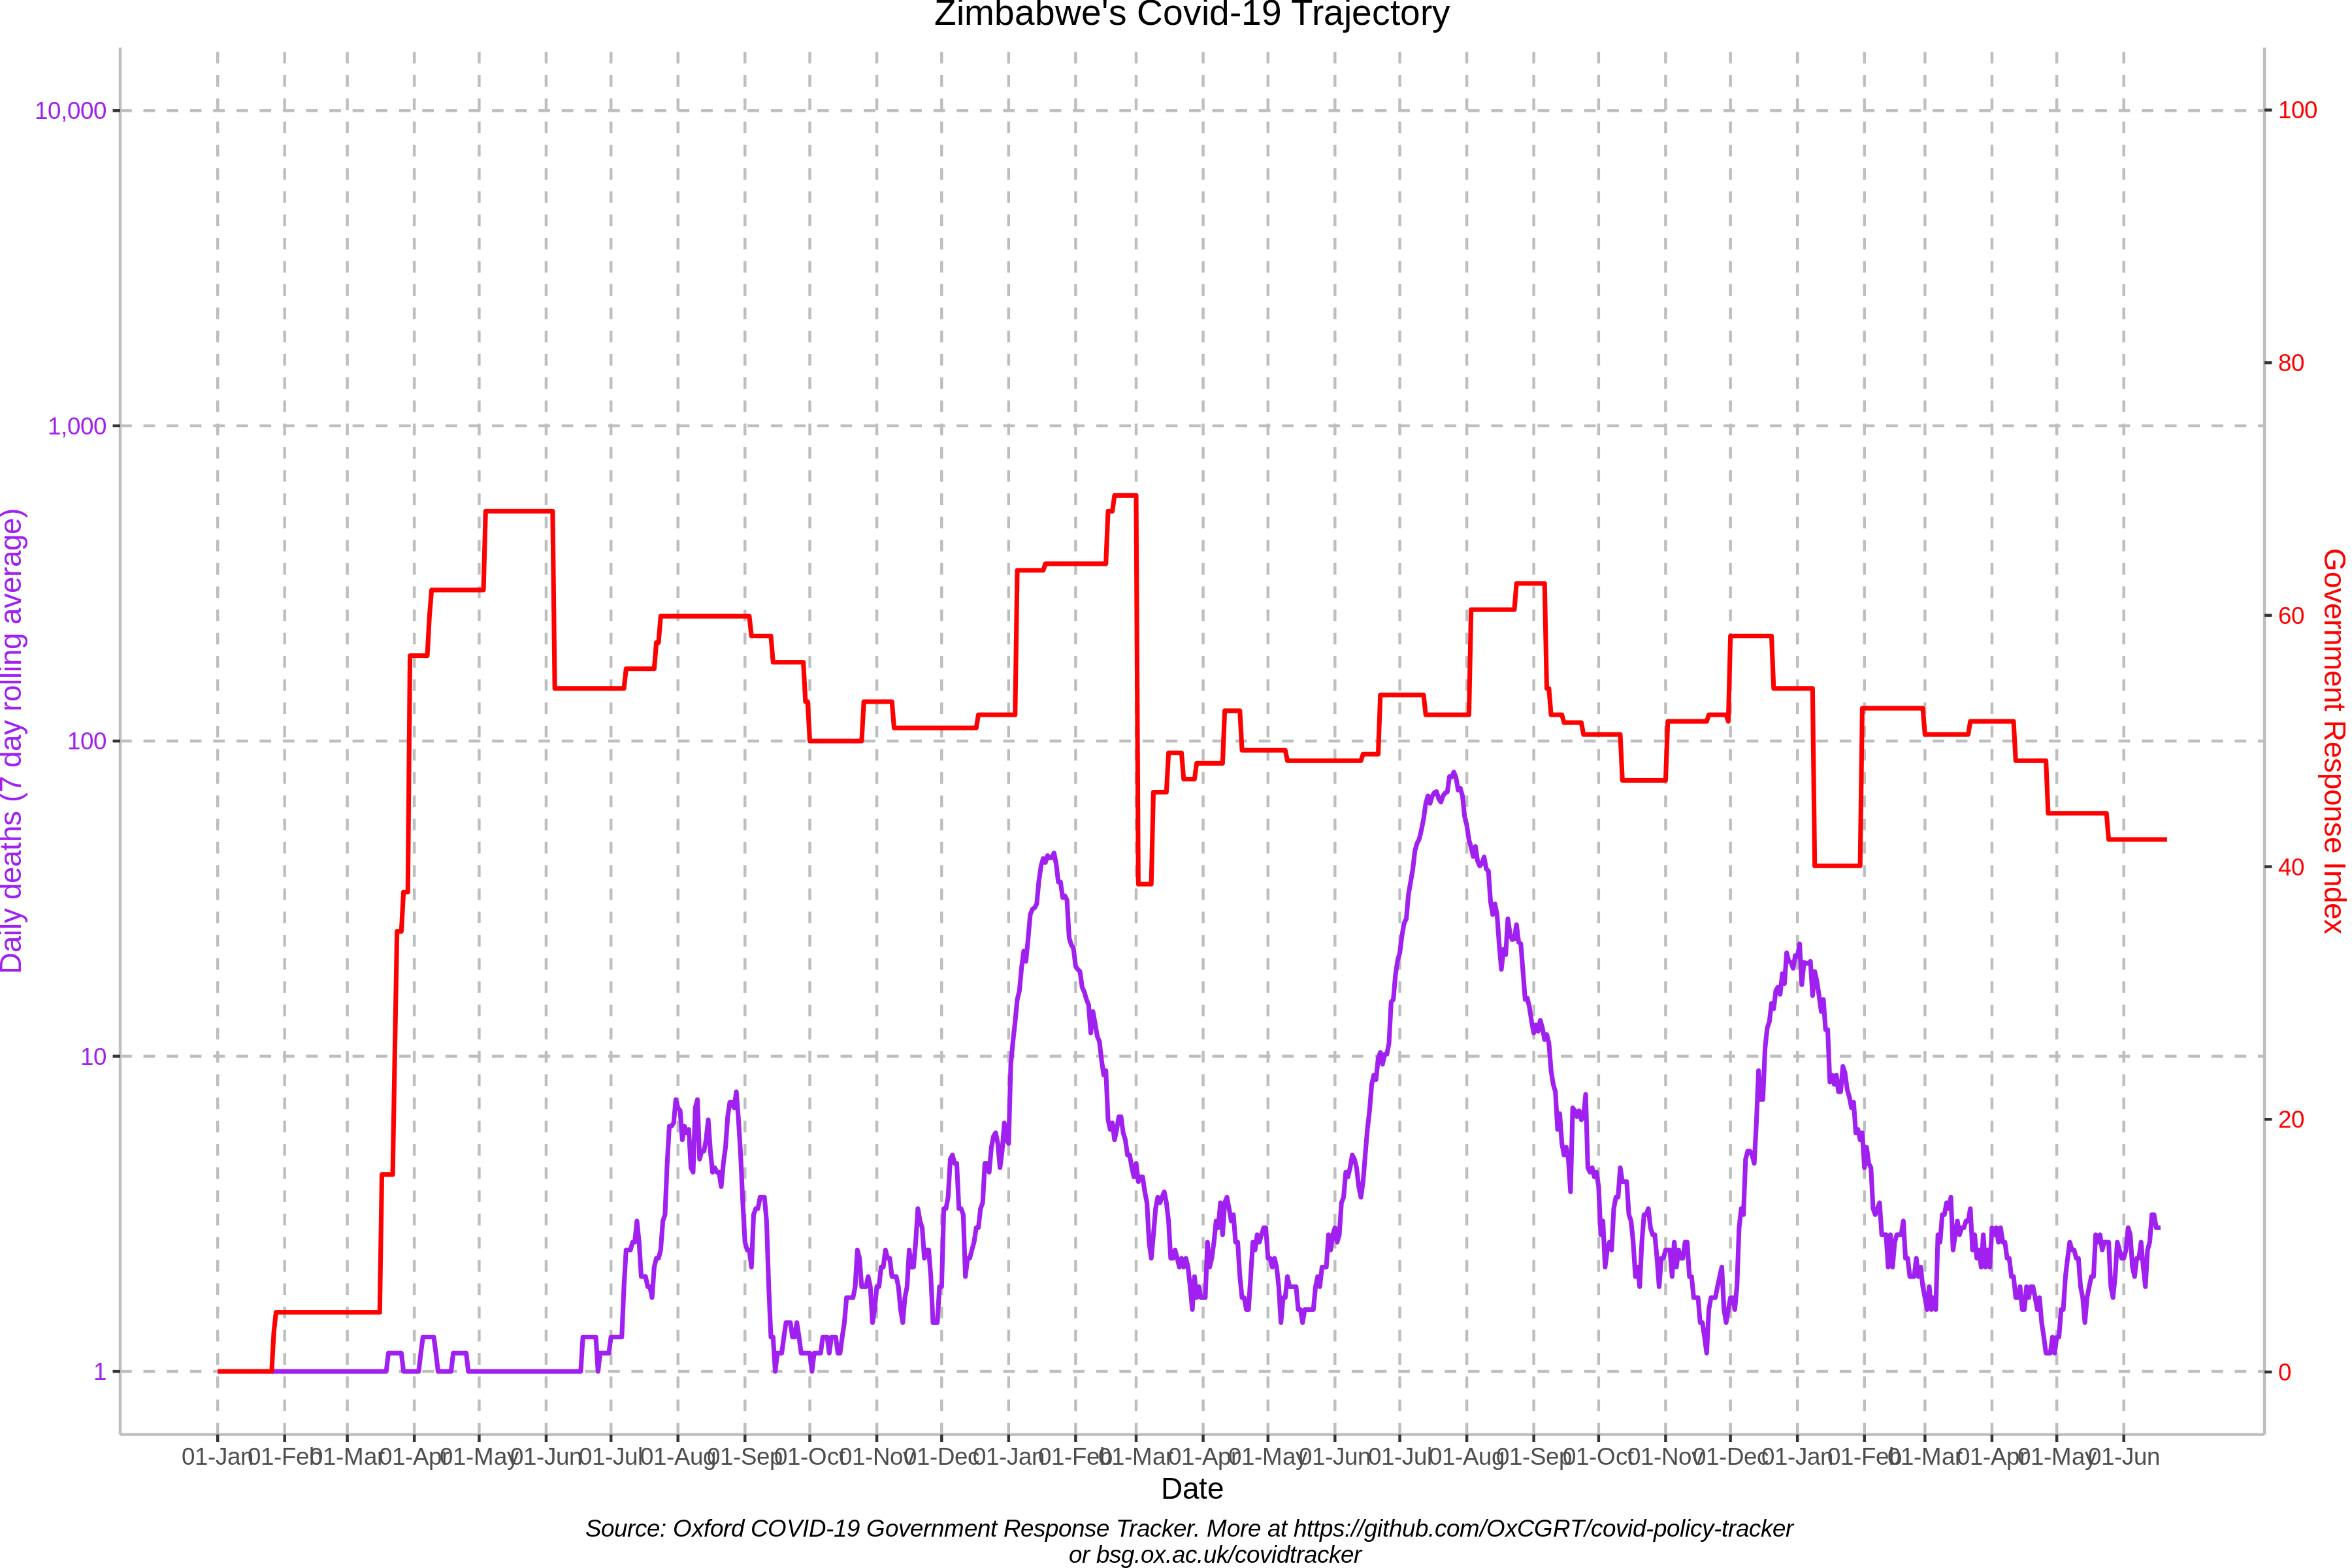 Zimbabwe's Covid-19 Trajectory
10,000
1,000
100
10
1
Daily deaths (7 day rolling average)
100
80
60
40
20
0
Government Response Index
01-Jan 01-Feb 01-Mar 01-Apr 01-May 01-Jun 01-Jul 01-Aug 01-Sep 01-Oct 01-Nov 01-Dec 01-Jan 01-Feb 01-Mar 01-Apr 01-May 01-Jun 01-Jul 01-Aug 01-Sep 01-Oct 01-Nov 01-Dec 01-Jan 01-Feb 01-Mar 01-Apr 01-May 01-Jun
Date
Source: Oxford COVID-19 Government Response Tracker. More at https://github.com/OxCGRT/covid-policy-tracker
or bsg.ox.ac.uk/covidtracker